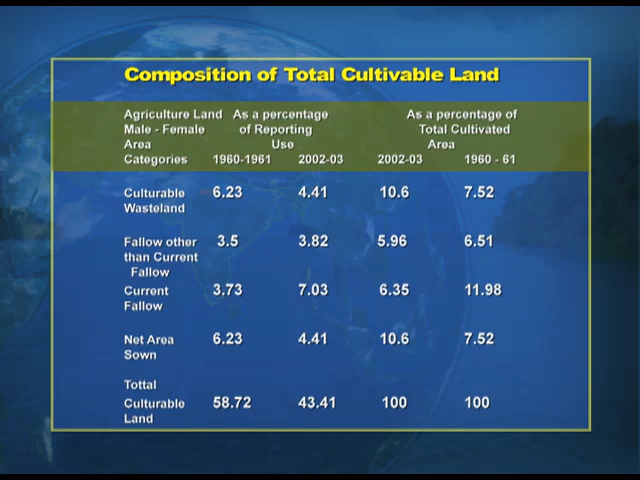 Composition of Total Cultivable Land
Agriculture Land As a percentage As a percentage of
Male - Female of Reporting Total Cultivated
Area Use Area
Categories 1960-1961 2002-03 2002-03 1960 - 61
Culturable 6.23 4.41 10.6 7.52
Wasteland
Fallow other 3.5 3.82 5.96 6.51
than Current
Fallow
Current 3.73 7.03 6.35 11.98
Fallow
Net Area 6.23 4.41 10.6 7.52
Sown
Tottal
Culturable 58.72 43.41 100 100
Land